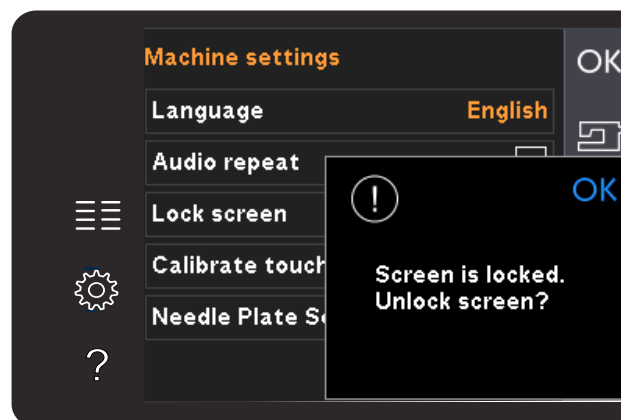 Machine settings
OK
Language English
Audio repeat
Lock screen
OK
Calibrate touch
Screen is locked.
Unlock screen?
Needle Plate
?